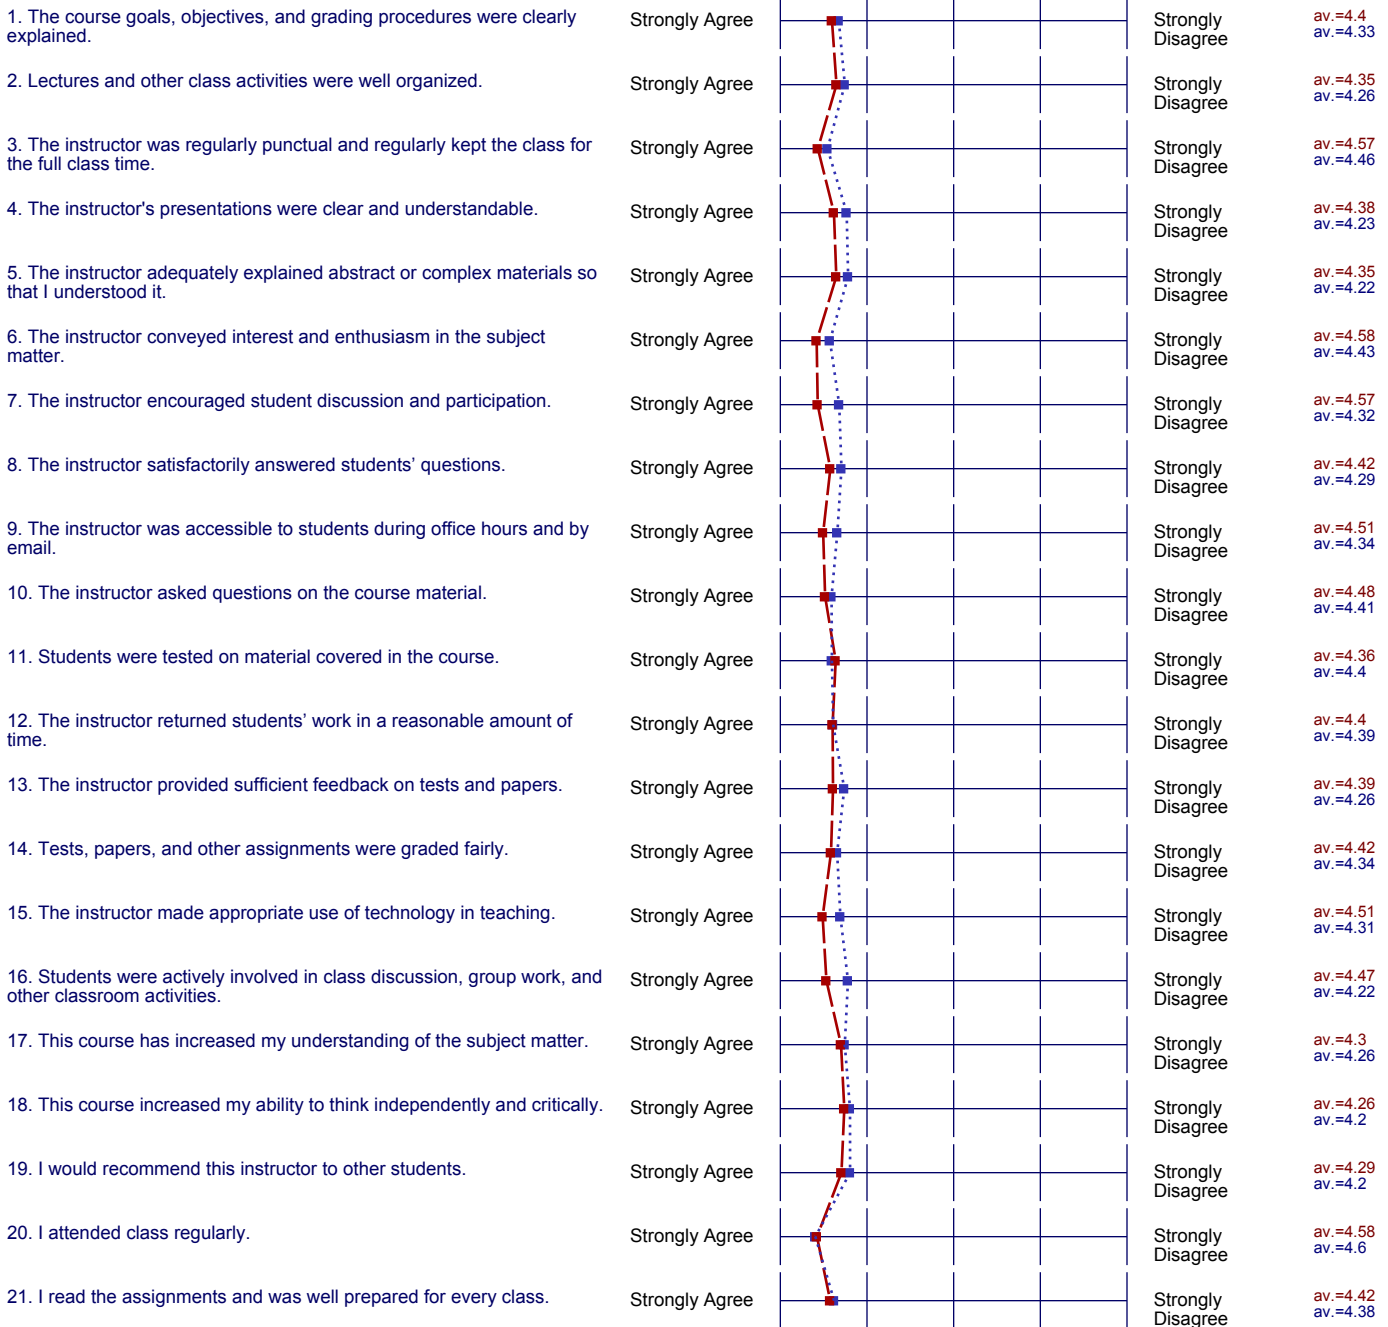 1. The course goals, objectives, and grading procedures were clearly
explained.
Strongly Agree
Strongly
Disagree
av.=4.4
av.=4.33
2. Lectures and other class activities were well organized.
Strongly Agree
Strongly
Disagree
av.=4.35
av.=4.26
3. The instructor was regularly punctual and regularly kept the class for
the full class time.
Strongly Agree
Strongly
Disagree
av.=4.57
av.=4.46
4. The instructor's presentations were clear and understandable.
Strongly Agree
Strongly
Disagree
av.=4.38
av.=4.23
5. The instructor adequately explained abstract or complex materials so
that I understood it.
Strongly Agree
Strongly
Disagree
av.=4.35
av.=4.22
6. The instructor conveyed interest and enthusiasm in the subject
matter.
Strongly Agree
Strongly
Disagree
av.=4.58
av.=4.43
7. The instructor encouraged student discussion and participation.
Strongly Agree
Strongly
Disagree
av.=4.57
av.=4.32
8. The instructor satisfactorily answered students’ questions.
Strongly Agree
Strongly
Disagree
av.=4.42
av.=4.29
9. The instructor was accessible to students during office hours and by
email.
Strongly Agree
Strongly
Disagree
av.=4.51
av.=4.34
10. The instructor asked questions on the course material.
Strongly Agree
Strongly
Disagree
av.=4.48
av.=4.41
11. Students were tested on material covered in the course.
Strongly Agree
Strongly
Disagree
av.=4.36
av.=4.4
12. The instructor returned students’ work in a reasonable amount of
time.
Strongly Agree
Strongly
Disagree
av.=4.4
av.=4.39
13. The instructor provided sufficient feedback on tests and papers.
Strongly Agree
Strongly
Disagree
av.=4.39
av.=4.26
14. Tests, papers, and other assignments were graded fairly.
Strongly Agree
Strongly
Disagree
av.=4.42
av.=4.34
15. The instructor made appropriate use of technology in teaching.
Strongly Agree
Strongly
Disagree
av.=4.51
av.=4.31
16. Students were actively involved in class discussion, group work, and
other classroom activities.
Strongly Agree
Strongly
Disagree
av.=4.47
av.=4.22
17. This course has increased my understanding of the subject matter.
Strongly Agree
Strongly
Disagree
av.=4.3
av.=4.26
18. This course increased my ability to think independently and critically.
Strongly Agree
Strongly
Disagree
av.=4.26
av.=4.2
19. I would recommend this instructor to other students.
Strongly Agree
Strongly
Disagree
av.=4.29
av.=4.2
20. I attended class regularly.
Strongly Agree
Strongly
Disagree
av.=4.58
av.=4.6
21. I read the assignments and was well prepared for every class.
Strongly Agree
Strongly
Disagree
av.=4.42
av.=4.38